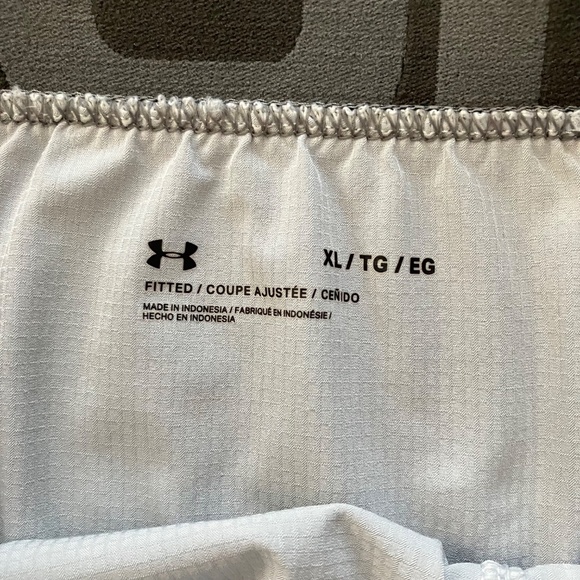 XL / TG / EG
FITTED / COUPE AJUSTÉE / CEÑIDO
MADE IN INDONESIA / FABRIQUÉ EN INDONÉSIE /
HECHO EN INDONESIA